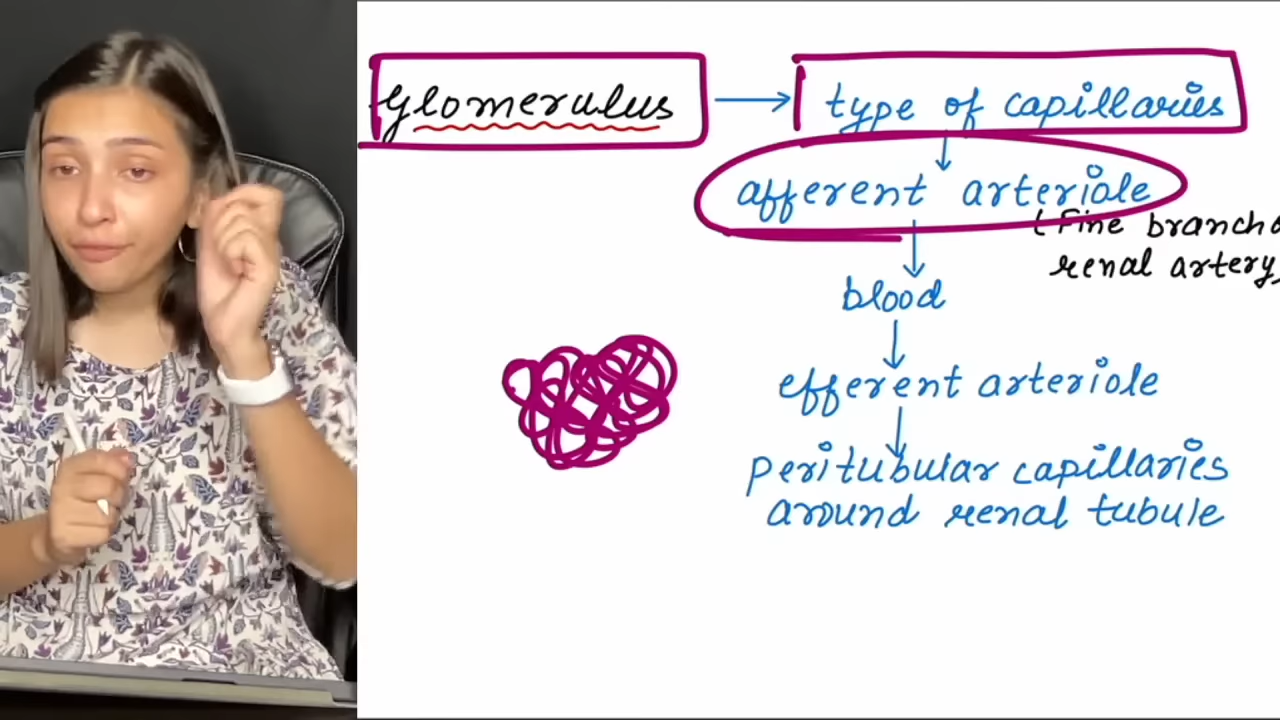 Glomerulus → type of capillaries
afferent arteriole
(Fine branch
renal artery,
blood
efferent arteriole
peritubular capillaries
around renal tubule